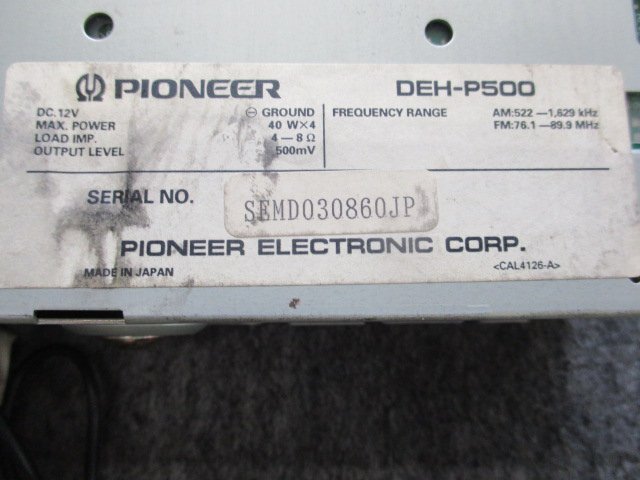 PIONEER DEH-P500
DC.12V ⊖ GROUND FREQUENCY RANGE AM:522 —1,629 kHz
MAX. POWER 40 W×4 FM:76.1 —89.9 MHz
LOAD IMP. 4 — 8 Ω
OUTPUT LEVEL 500mV
SERIAL NO. SEMD030860JP
PIONEER ELECTRONIC CORP.
MADE IN JAPAN <CAL4126-A>